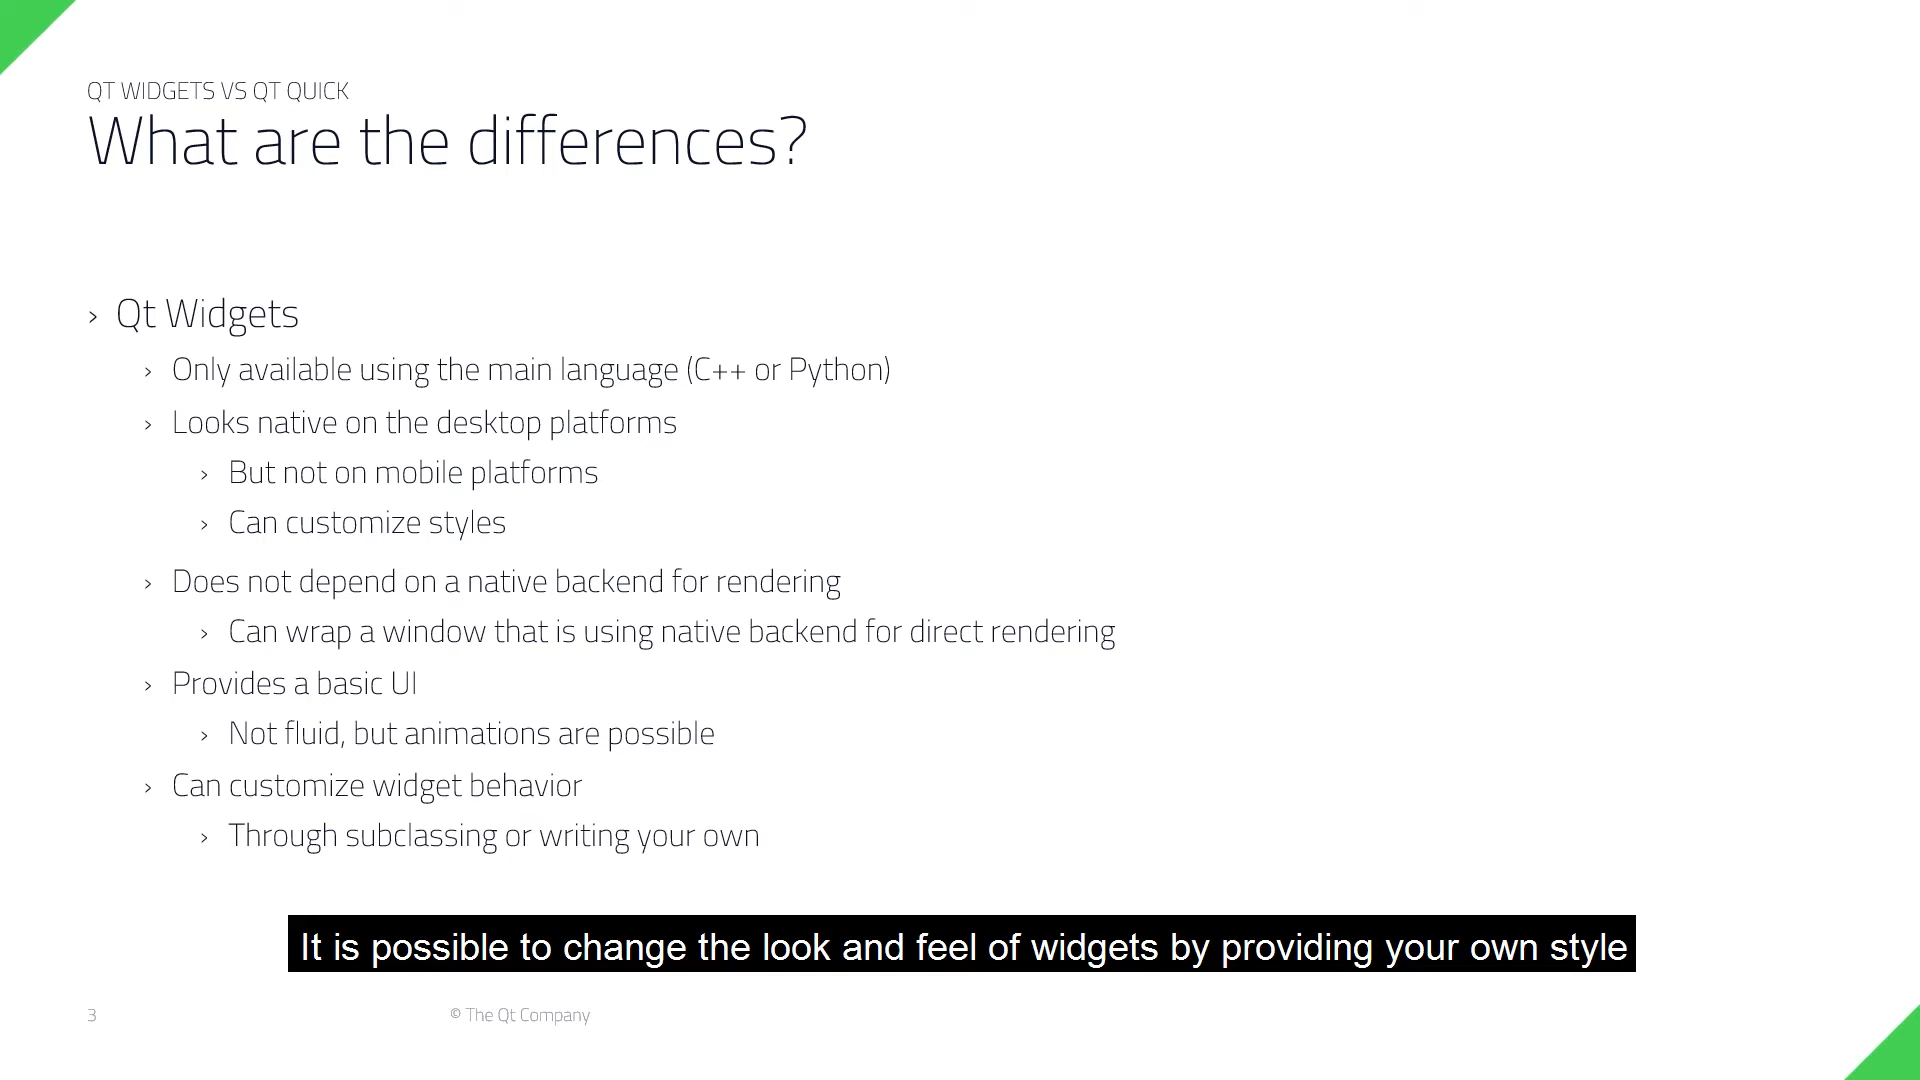 QT WIDGETS VS QT QUICK
What are the differences?
› Qt Widgets
› Only available using the main language (C++ or Python)
› Looks native on the desktop platforms
› But not on mobile platforms
› Can customize styles
› Does not depend on a native backend for rendering
› Can wrap a window that is using native backend for direct rendering
› Provides a basic UI
› Not fluid, but animations are possible
› Can customize widget behavior
› Through subclassing or writing your own
It is possible to change the look and feel of widgets by providing your own style
3 © The Qt Company